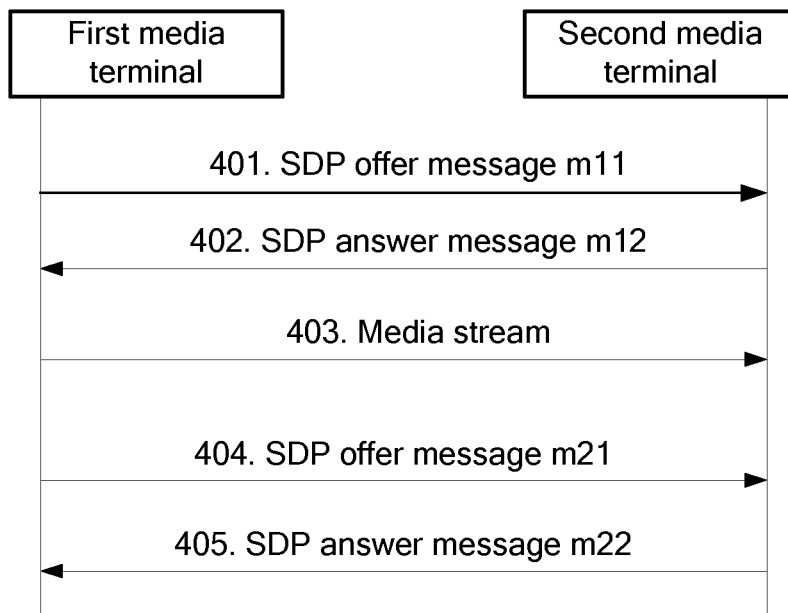 First media
terminal
Second media
terminal
401. SDP offer message m11
402. SDP answer message m12
403. Media stream
404. SDP offer message m21
405. SDP answer message m22